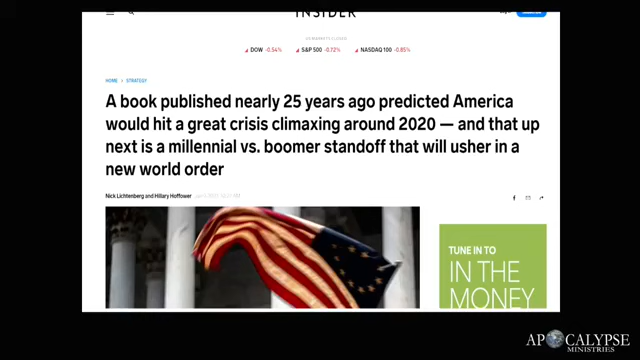 INSIDER
US MARKETS CLOSED
DOW -0.54% S&P 500 -0.72% NASDAQ 100 -0.85%
HOME > STRATEGY
A book published nearly 25 years ago predicted America
would hit a great crisis climaxing around 2020 — and that up
next is a millennial vs. boomer standoff that will usher in a
new world order
Nick Lichtenberg and Hillary Hoffower
TUNE IN TO
IN THE
MONEY
APOCALYPSE
MINISTRIES